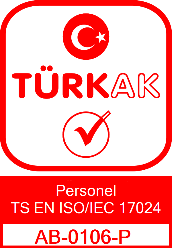 TÜRKAK
Personel
TS EN ISO/IEC 17024
AB-0106-P